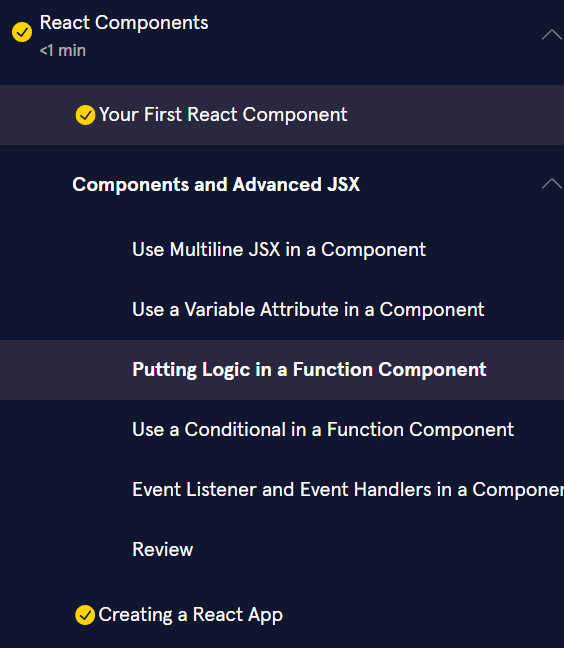 React Components
<1 min
Your First React Component
Components and Advanced JSX
Use Multiline JSX in a Component
Use a Variable Attribute in a Component
Putting Logic in a Function Component
Use a Conditional in a Function Component
Event Listener and Event Handlers in a Componen
Review
Creating a React App